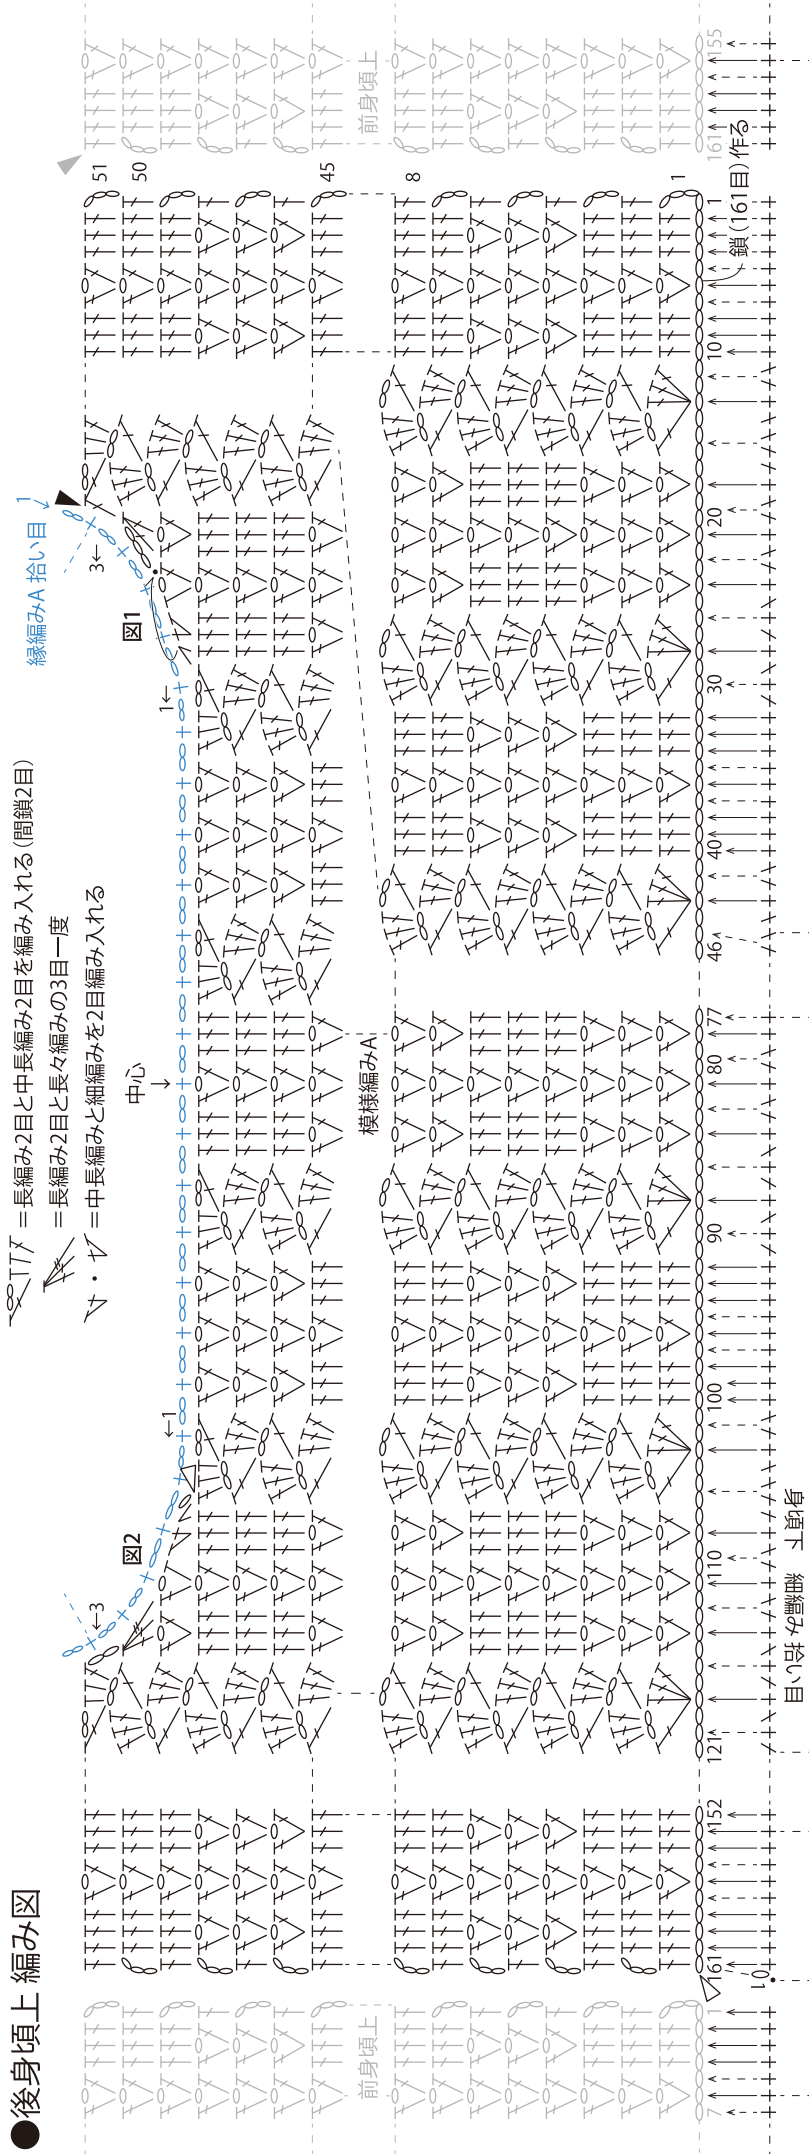 ●後身頃上 編み図
=長編み2目と中長編み2目を編み入れる(間鎖2目)
=長編み2目と長々編みの3目一度
・ =中長編みと細編みを2目編み入れる
縁編みA 拾い目
1
3←
図1
1←
中心
←1
図2
←3
51
50
45
8
1
前身頃上
模様編みA
前身頃上
7
1
161
152
121
110
100
90
80
77
46
40
30
20
10
1
161
155
鎖(161目)作る
0
1
身頃下 細編み 拾い目